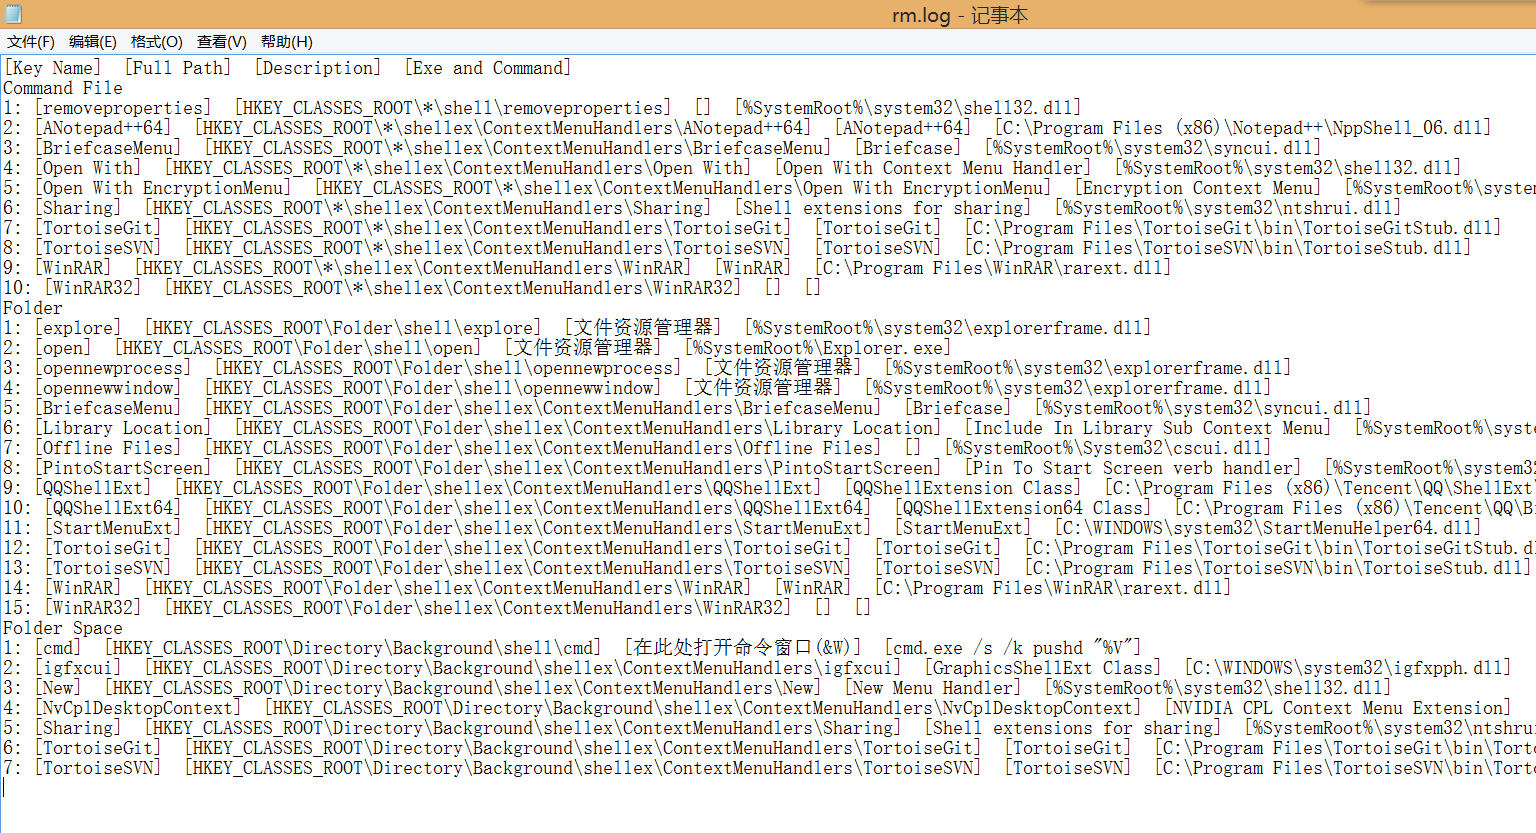 rm.log - 记事本
文件(F) 编辑(E) 格式(O) 查看(V) 帮助(H)
[Key Name] [Full Path] [Description] [Exe and Command]
Command File
1: [removeproperties] [HKEY_CLASSES_ROOT\*\shell\removeproperties] [] [%SystemRoot%\system32\shell32.dll]
2: [ANotepad++64] [HKEY_CLASSES_ROOT\*\shellex\ContextMenuHandlers\ANotepad++64] [ANotepad++64] [C:\Program Files (x86)\Notepad++\NppShell_06.dll]
3: [BriefcaseMenu] [HKEY_CLASSES_ROOT\*\shellex\ContextMenuHandlers\BriefcaseMenu] [Briefcase] [%SystemRoot%\system32\syncui.dll]
4: [Open With] [HKEY_CLASSES_ROOT\*\shellex\ContextMenuHandlers\Open With] [Open With Context Menu Handler] [%SystemRoot%\system32\shell32.dll]
5: [Open With EncryptionMenu] [HKEY_CLASSES_ROOT\*\shellex\ContextMenuHandlers\Open With EncryptionMenu] [Encryption Context Menu] [%SystemRoot%\system
6: [Sharing] [HKEY_CLASSES_ROOT\*\shellex\ContextMenuHandlers\Sharing] [Shell extensions for sharing] [%SystemRoot%\system32\ntshrui.dll]
7: [TortoiseGit] [HKEY_CLASSES_ROOT\*\shellex\ContextMenuHandlers\TortoiseGit] [TortoiseGit] [C:\Program Files\TortoiseGit\bin\TortoiseGitStub.dll]
8: [TortoiseSVN] [HKEY_CLASSES_ROOT\*\shellex\ContextMenuHandlers\TortoiseSVN] [TortoiseSVN] [C:\Program Files\TortoiseSVN\bin\TortoiseStub.dll]
9: [WinRAR] [HKEY_CLASSES_ROOT\*\shellex\ContextMenuHandlers\WinRAR] [WinRAR] [C:\Program Files\WinRAR\rarext.dll]
10: [WinRAR32] [HKEY_CLASSES_ROOT\*\shellex\ContextMenuHandlers\WinRAR32] [] []
Folder
1: [explore] [HKEY_CLASSES_ROOT\Folder\shell\explore] [文件资源管理器] [%SystemRoot%\system32\explorerframe.dll]
2: [open] [HKEY_CLASSES_ROOT\Folder\shell\open] [文件资源管理器] [%SystemRoot%\Explorer.exe]
3: [opennewprocess] [HKEY_CLASSES_ROOT\Folder\shell\opennewprocess] [文件资源管理器] [%SystemRoot%\system32\explorerframe.dll]
4: [opennewwindow] [HKEY_CLASSES_ROOT\Folder\shell\opennewwindow] [文件资源管理器] [%SystemRoot%\system32\explorerframe.dll]
5: [BriefcaseMenu] [HKEY_CLASSES_ROOT\Folder\shellex\ContextMenuHandlers\BriefcaseMenu] [Briefcase] [%SystemRoot%\system32\syncui.dll]
6: [Library Location] [HKEY_CLASSES_ROOT\Folder\shellex\ContextMenuHandlers\Library Location] [Include In Library Sub Context Menu] [%SystemRoot%\syste
7: [Offline Files] [HKEY_CLASSES_ROOT\Folder\shellex\ContextMenuHandlers\Offline Files] [] [%SystemRoot%\System32\cscui.dll]
8: [PintoStartScreen] [HKEY_CLASSES_ROOT\Folder\shellex\ContextMenuHandlers\PintoStartScreen] [Pin To Start Screen verb handler] [%SystemRoot%\system32
9: [QQShellExt] [HKEY_CLASSES_ROOT\Folder\shellex\ContextMenuHandlers\QQShellExt] [QQShellExtension Class] [C:\Program Files (x86)\Tencent\QQ\ShellExt\
10: [QQShellExt64] [HKEY_CLASSES_ROOT\Folder\shellex\ContextMenuHandlers\QQShellExt64] [QQShellExtension64 Class] [C:\Program Files (x86)\Tencent\QQ\Bi
11: [StartMenuExt] [HKEY_CLASSES_ROOT\Folder\shellex\ContextMenuHandlers\StartMenuExt] [StartMenuExt] [C:\WINDOWS\system32\StartMenuHelper64.dll]
12: [TortoiseGit] [HKEY_CLASSES_ROOT\Folder\shellex\ContextMenuHandlers\TortoiseGit] [TortoiseGit] [C:\Program Files\TortoiseGit\bin\TortoiseGitStub.dl
13: [TortoiseSVN] [HKEY_CLASSES_ROOT\Folder\shellex\ContextMenuHandlers\TortoiseSVN] [TortoiseSVN] [C:\Program Files\TortoiseSVN\bin\TortoiseStub.dll]
14: [WinRAR] [HKEY_CLASSES_ROOT\Folder\shellex\ContextMenuHandlers\WinRAR] [WinRAR] [C:\Program Files\WinRAR\rarext.dll]
15: [WinRAR32] [HKEY_CLASSES_ROOT\Folder\shellex\ContextMenuHandlers\WinRAR32] [] []
Folder Space
1: [cmd] [HKEY_CLASSES_ROOT\Directory\Background\shell\cmd] [在此处打开命令窗口(&W)] [cmd.exe /s /k pushd "%V"]
2: [igfxcui] [HKEY_CLASSES_ROOT\Directory\Background\shellex\ContextMenuHandlers\igfxcui] [GraphicsShellExt Class] [C:\WINDOWS\system32\igfxpph.dll]
3: [New] [HKEY_CLASSES_ROOT\Directory\Background\shellex\ContextMenuHandlers\New] [New Menu Handler] [%SystemRoot%\system32\shell32.dll]
4: [NvCplDesktopContext] [HKEY_CLASSES_ROOT\Directory\Background\shellex\ContextMenuHandlers\NvCplDesktopContext] [NVIDIA CPL Context Menu Extension]
5: [Sharing] [HKEY_CLASSES_ROOT\Directory\Background\shellex\ContextMenuHandlers\Sharing] [Shell extensions for sharing] [%SystemRoot%\system32\ntshrui
6: [TortoiseGit] [HKEY_CLASSES_ROOT\Directory\Background\shellex\ContextMenuHandlers\TortoiseGit] [TortoiseGit] [C:\Program Files\TortoiseGit\bin\Torto
7: [TortoiseSVN] [HKEY_CLASSES_ROOT\Directory\Background\shellex\ContextMenuHandlers\TortoiseSVN] [TortoiseSVN] [C:\Program Files\TortoiseSVN\bin\Torto